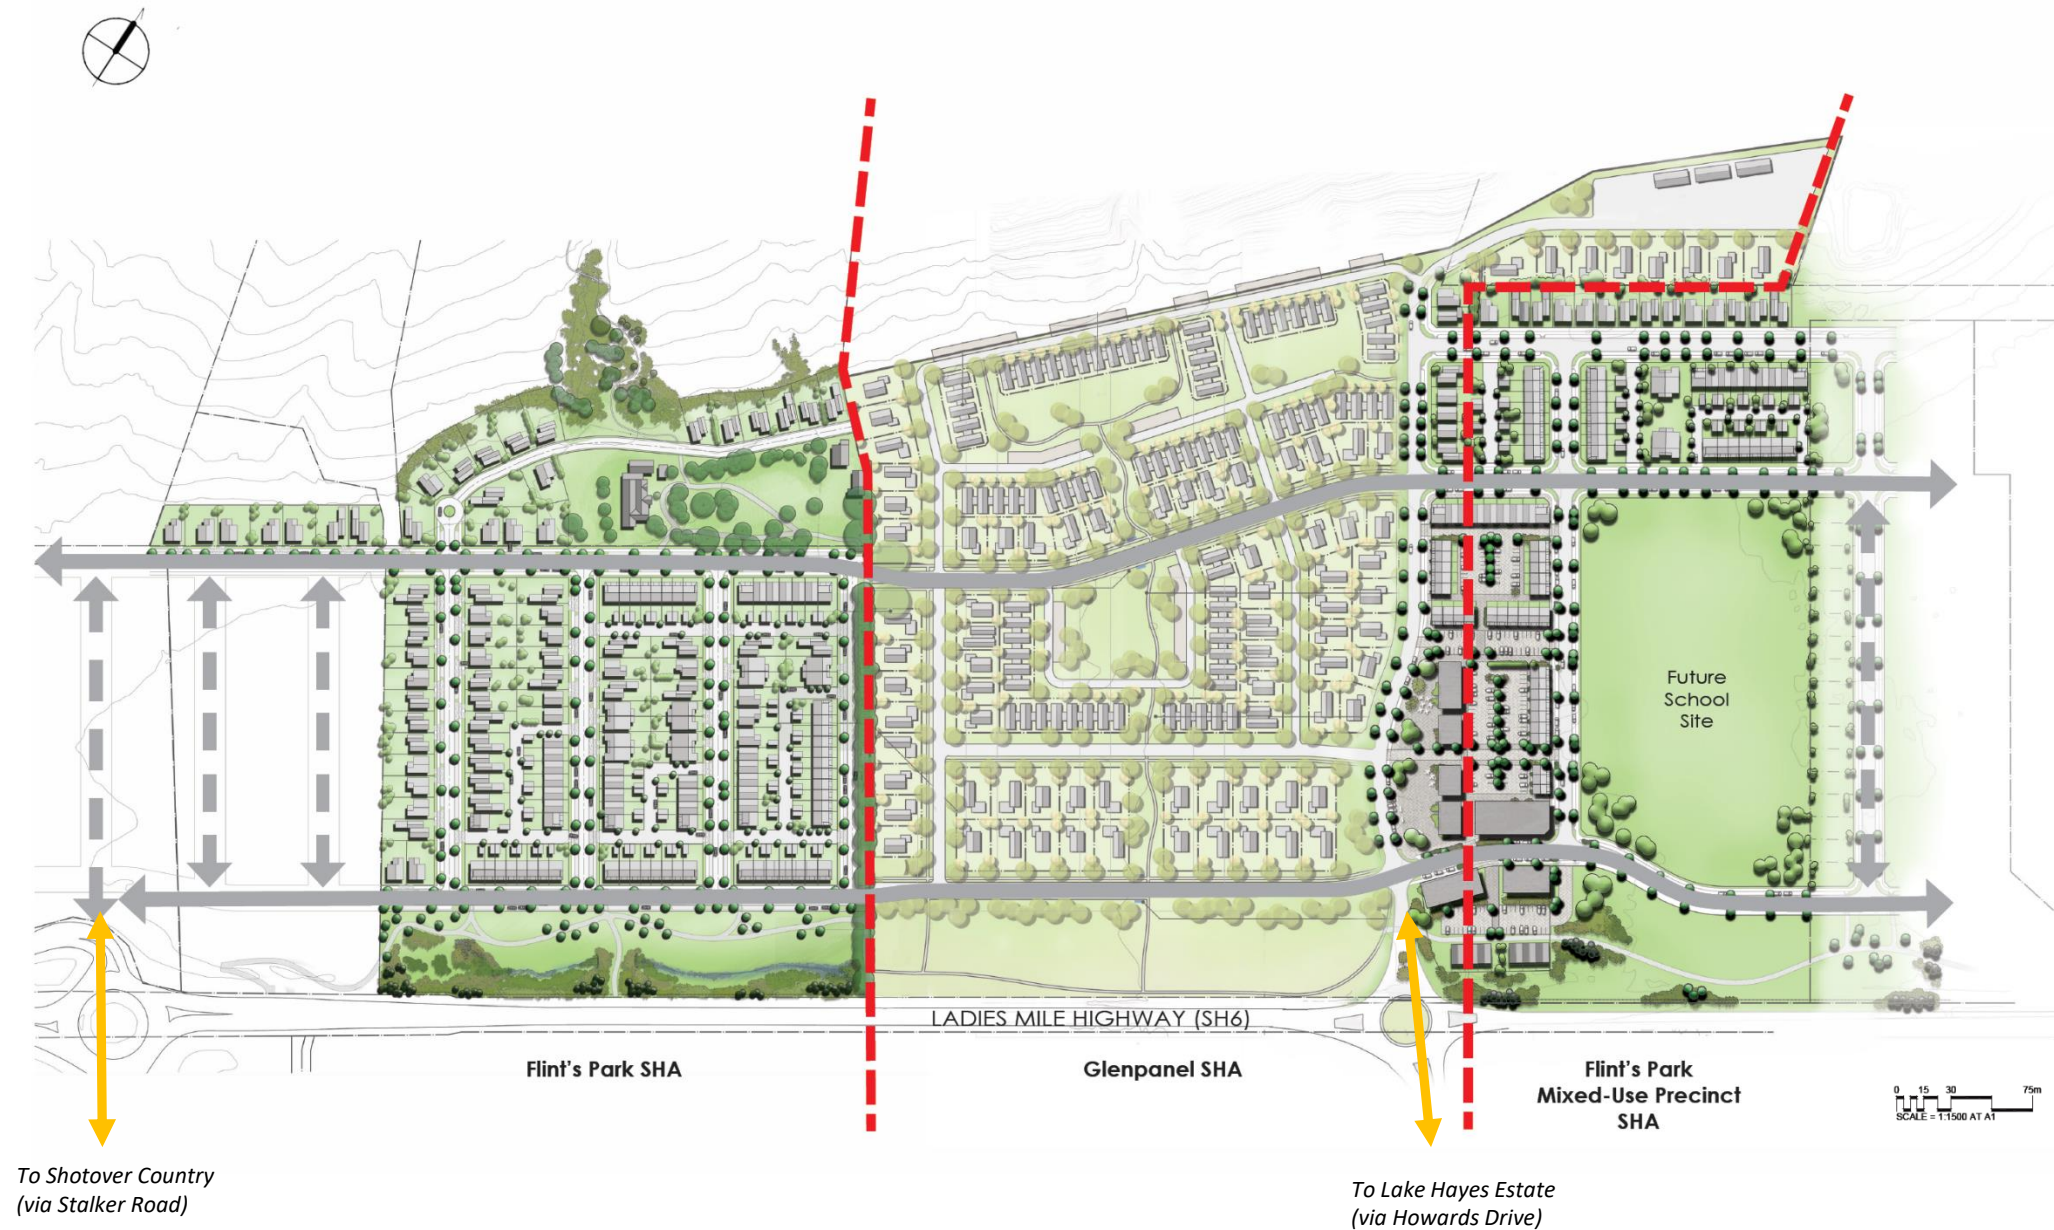 Future
School
Site
LADIES MILE HIGHWAY (SH6)
Flint's Park SHA
Glenpanel SHA
Flint's Park
Mixed-Use Precinct
SHA
0 15 30 75m
SCALE = 1:1500 AT A1
To Shotover Country
(via Stalker Road)
To Lake Hayes Estate
(via Howards Drive)